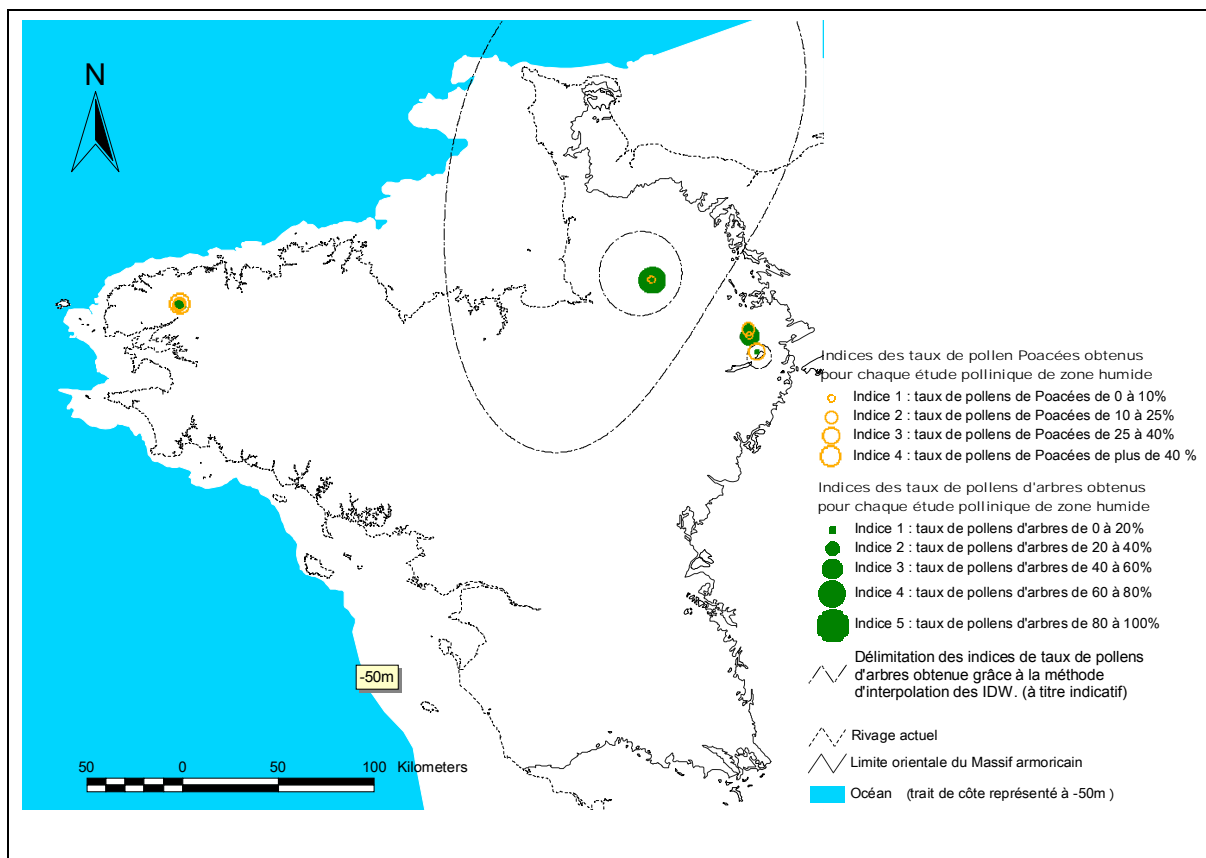 N
Indices des taux de pollen Poacées obtenus
pour chaque étude pollinique de zone humide
Indice 1 : taux de pollens de Poacées de 0 à 10%
Indice 2 : taux de pollens de Poacées de 10 à 25%
Indice 3 : taux de pollens de Poacées de 25 à 40%
Indice 4 : taux de pollens de Poacées de plus de 40 %
Indices des taux de pollens d'arbres obtenus
pour chaque étude pollinique de zone humide
Indice 1 : taux de pollens d'arbres de 0 à 20%
Indice 2 : taux de pollens d'arbres de 20 à 40%
Indice 3 : taux de pollens d'arbres de 40 à 60%
Indice 4 : taux de pollens d'arbres de 60 à 80%
Indice 5 : taux de pollens d'arbres de 80 à 100%
Délimitation des indices de taux de pollens
d'arbres obtenue grâce à la méthode
d'interpolation des IDW. (à titre indicatif)
Rivage actuel
Limite orientale du Massif armoricain
Océan (trait de côte représenté à -50m )
-50m
50 0 50 100 Kilometers